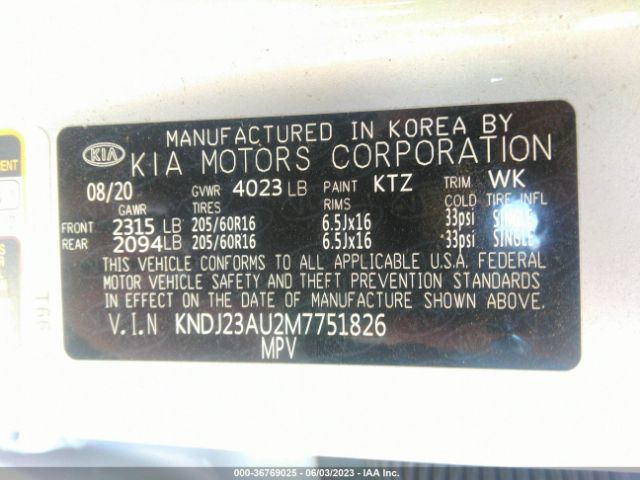 MANUFACTURED IN KOREA BY
KIA KIA MOTORS CORPORATION
08/20 GVWR 4023 LB PAINT KTZ TRIM WK
GAWR TIRES RIMS COLD TIRE INFL
FRONT 2315 LB 205/60R16 6.5Jx16 33psi SINGLE
REAR 2094 LB 205/60R16 6.5Jx16 33psi SINGLE
THIS VEHICLE CONFORMS TO ALL APPLICABLE U.S.A. FEDERAL
MOTOR VEHICLE SAFETY AND THEFT PREVENTION STANDARDS
IN EFFECT ON THE DATE OF MANUFACTURE SHOWN ABOVE.
V.I.N KNDJ23AU2M7751826
MPV
T66
000-36769025 - 06/03/2023 - COPYRIGHT IAA